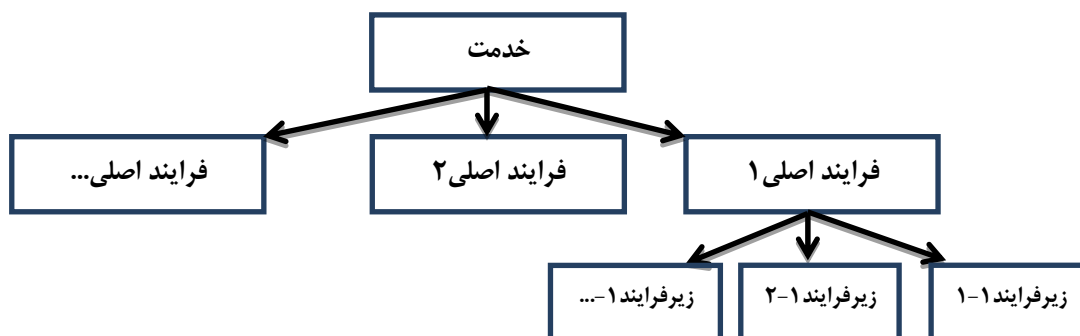 خدمت
فرایند اصلی۱
فرایند اصلی۲
فرایند اصلی...
زیرفرایند۱-۱
زیرفرایند۱-۲
زیرفرایند۱-...